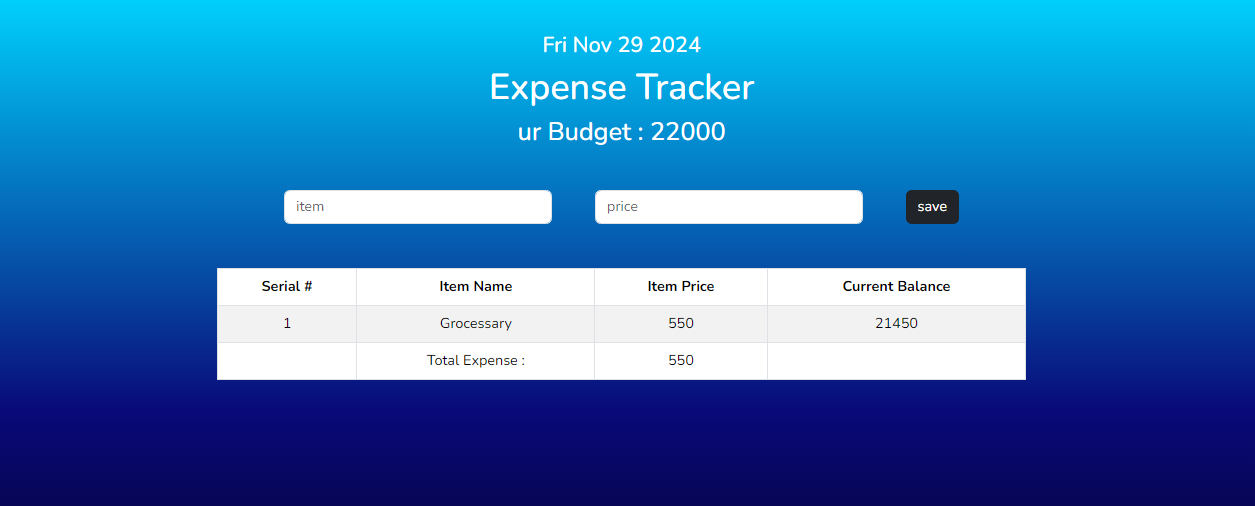 Fri Nov 29 2024
Expense Tracker
ur Budget : 22000
item price save
Serial # Item Name Item Price Current Balance
1 Grocessary 550 21450
Total Expense : 550